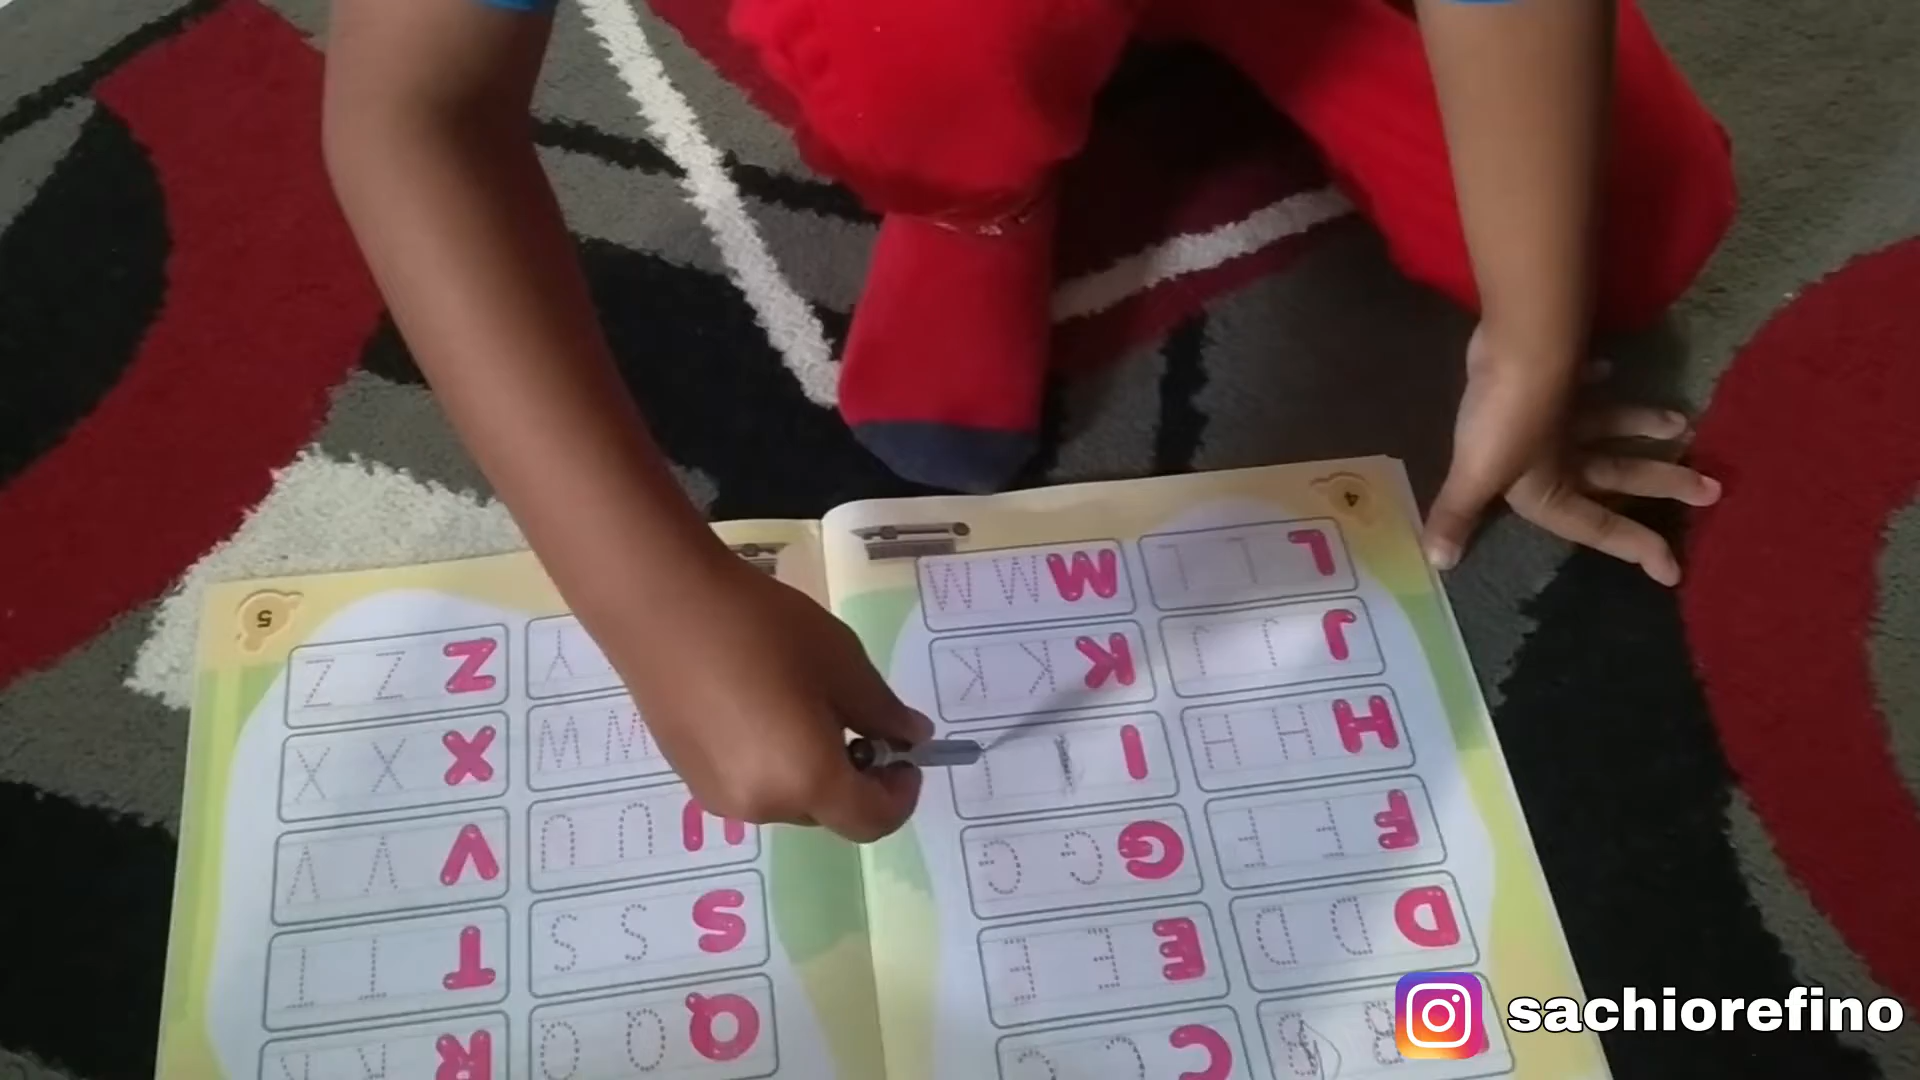 4
L L L
M M M
J J J
K K K
H H H
I I I
F F F
G G G
D D D
E E E
B B
C C C
5
Y
Z Z Z
W W
X X X
U U U
V V V
S S S
T T T
Q Q Q
R R R
sachiorefino